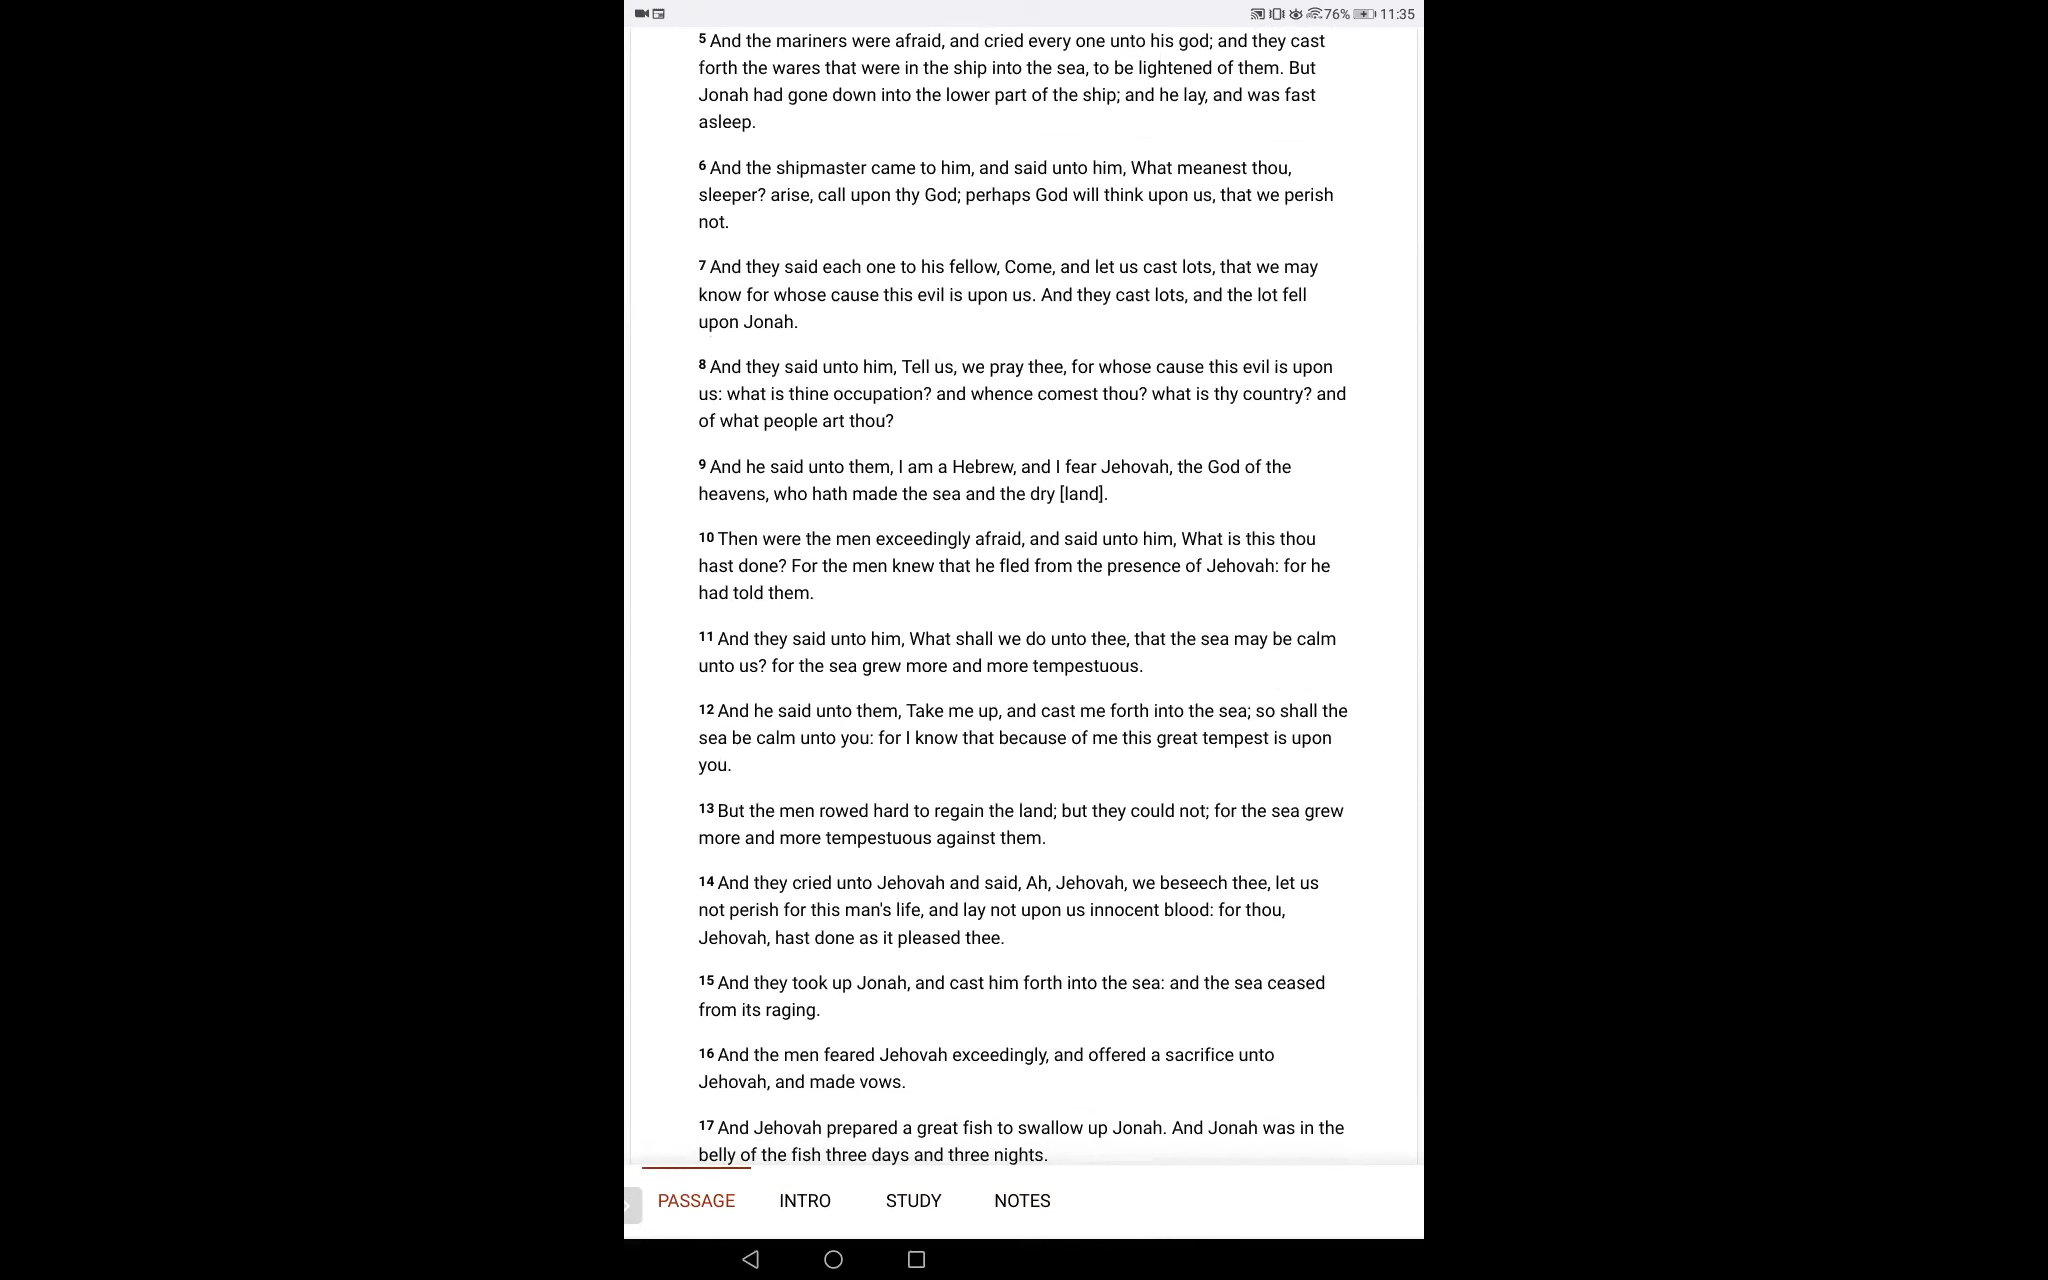 76% 11:35
5 And the mariners were afraid, and cried every one unto his god; and they cast
forth the wares that were in the ship into the sea, to be lightened of them. But
Jonah had gone down into the lower part of the ship; and he lay, and was fast
asleep.
6 And the shipmaster came to him, and said unto him, What meanest thou,
sleeper? arise, call upon thy God; perhaps God will think upon us, that we perish
not.
7 And they said each one to his fellow, Come, and let us cast lots, that we may
know for whose cause this evil is upon us. And they cast lots, and the lot fell
upon Jonah.
8 And they said unto him, Tell us, we pray thee, for whose cause this evil is upon
us: what is thine occupation? and whence comest thou? what is thy country? and
of what people art thou?
9 And he said unto them, I am a Hebrew, and I fear Jehovah, the God of the
heavens, who hath made the sea and the dry [land].
10 Then were the men exceedingly afraid, and said unto him, What is this thou
hast done? For the men knew that he fled from the presence of Jehovah: for he
had told them.
11 And they said unto him, What shall we do unto thee, that the sea may be calm
unto us? for the sea grew more and more tempestuous.
12 And he said unto them, Take me up, and cast me forth into the sea; so shall the
sea be calm unto you: for I know that because of me this great tempest is upon
you.
13 But the men rowed hard to regain the land; but they could not; for the sea grew
more and more tempestuous against them.
14 And they cried unto Jehovah and said, Ah, Jehovah, we beseech thee, let us
not perish for this man's life, and lay not upon us innocent blood: for thou,
Jehovah, hast done as it pleased thee.
15 And they took up Jonah, and cast him forth into the sea: and the sea ceased
from its raging.
16 And the men feared Jehovah exceedingly, and offered a sacrifice unto
Jehovah, and made vows.
17 And Jehovah prepared a great fish to swallow up Jonah. And Jonah was in the
belly of the fish three days and three nights.
PASSAGE INTRO STUDY NOTES